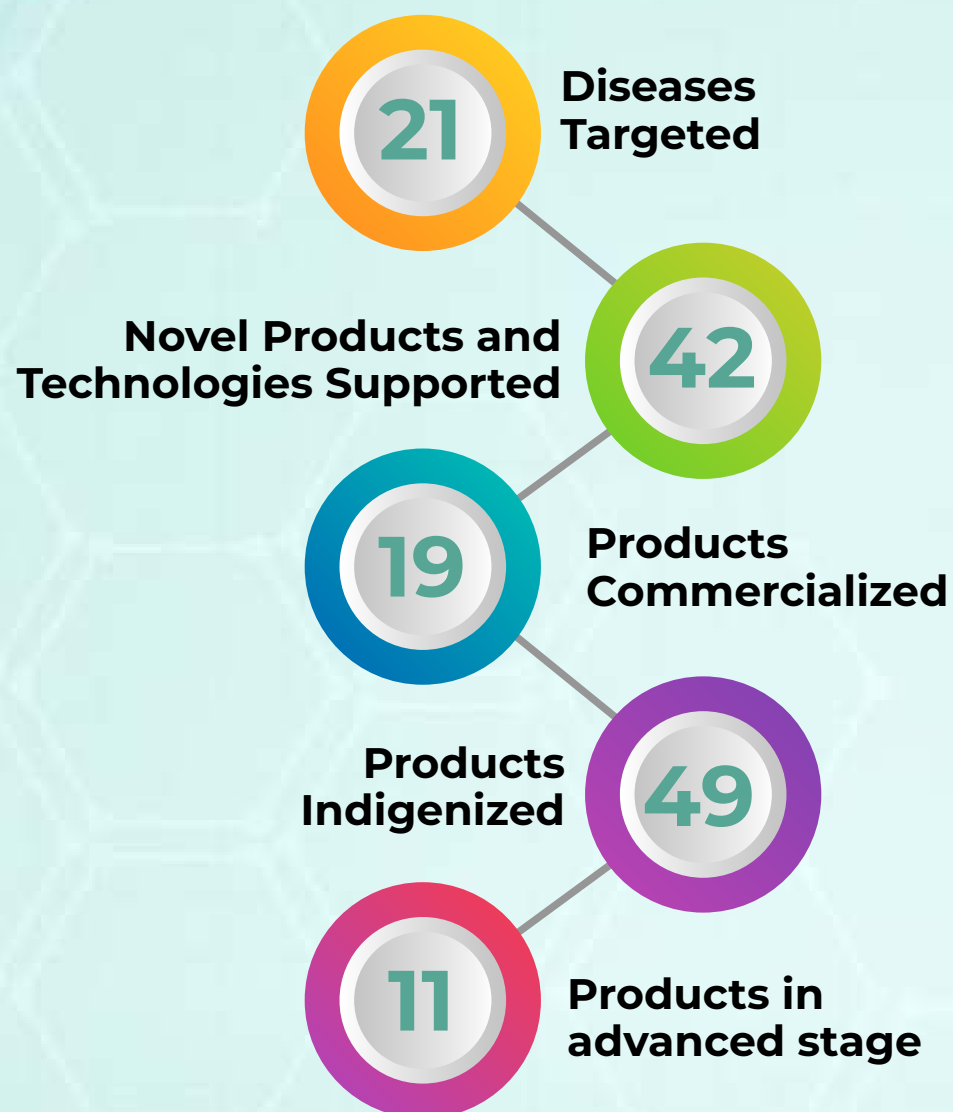 21
Diseases
Targeted
Novel Products and
Technologies Supported
42
19
Products
Commercialized
Products
Indigenized
49
11
Products in
advanced stage